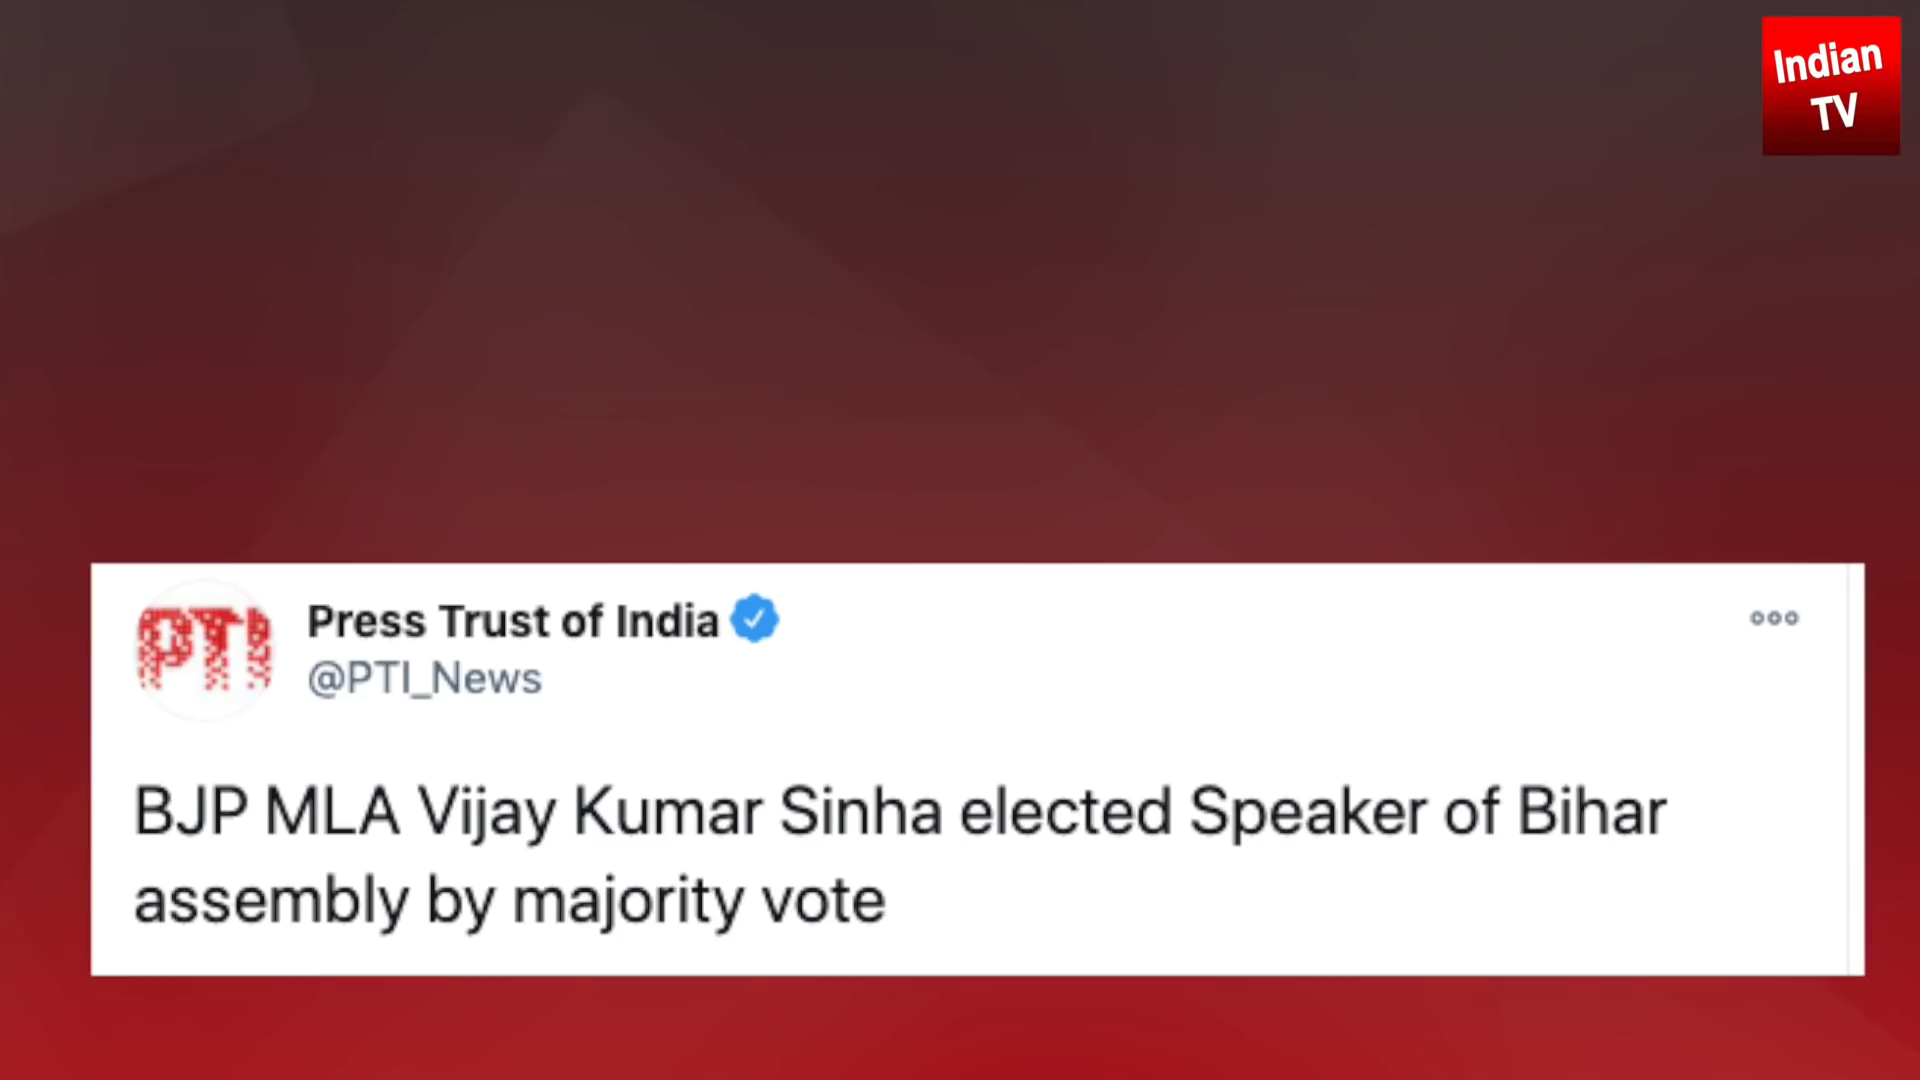 Indian
TV
PTI
Press Trust of India
@PTI_News
BJP MLA Vijay Kumar Sinha elected Speaker of Bihar
assembly by majority vote